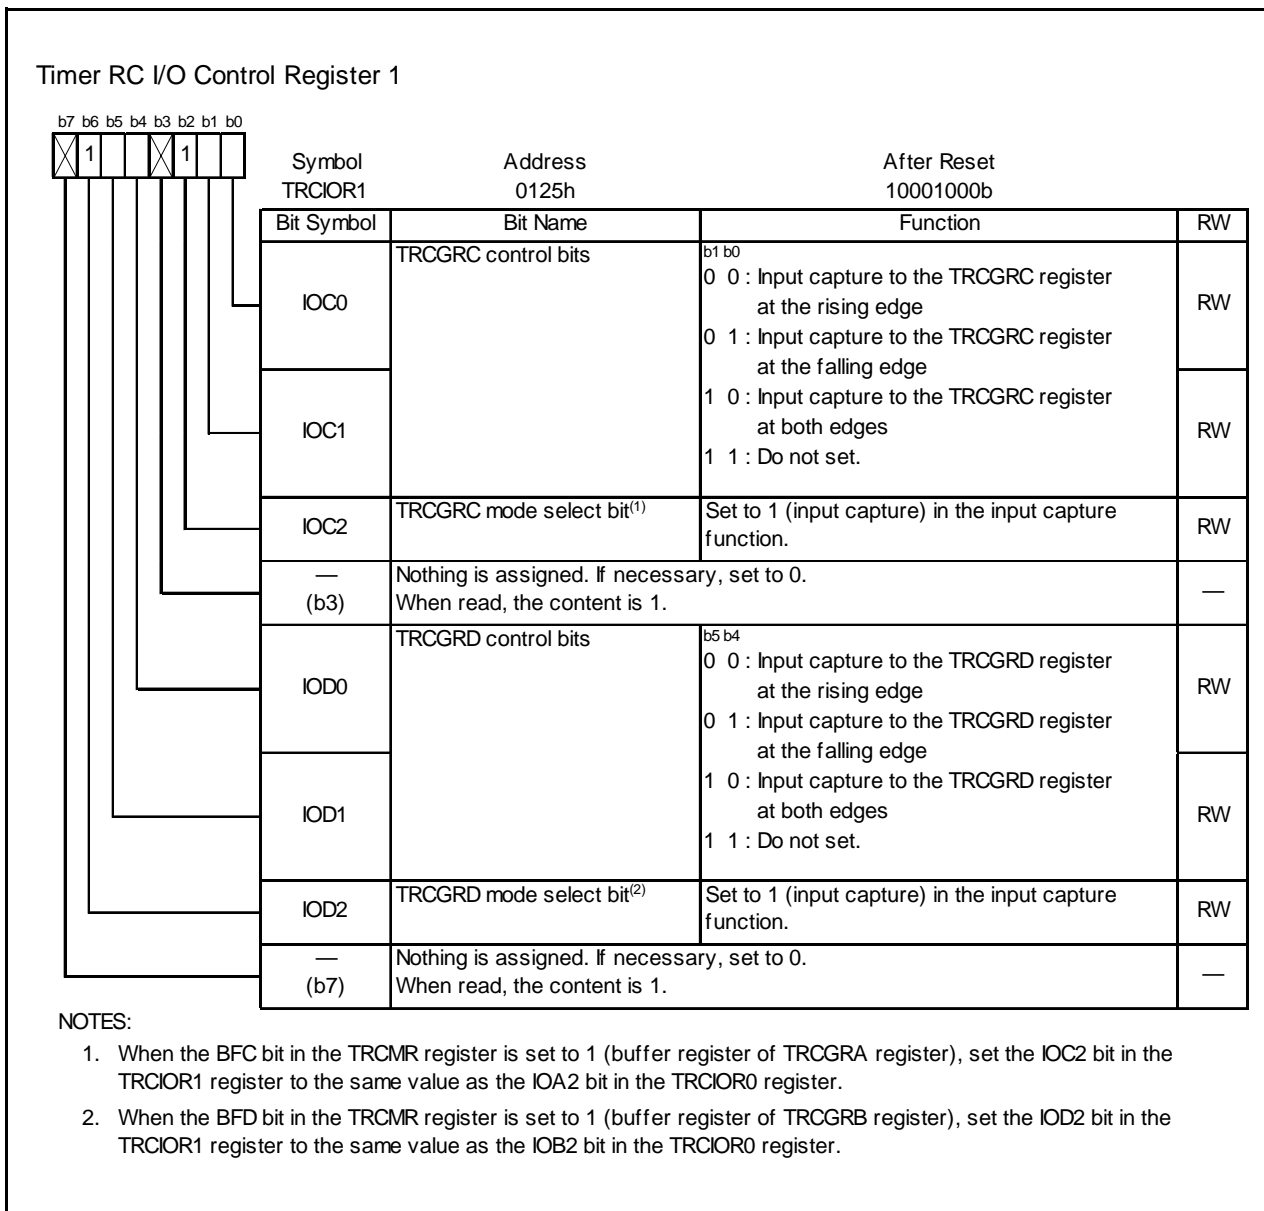 Timer RC I/O Control Register 1
b7 b6 b5 b4 b3 b2 b1 b0
1 1
Symbol Address After Reset
TRCIOR1 0125h 10001000b
Bit Symbol Bit Name Function RW
IOC0 TRCGRC control bits b1 b0
0 0 : Input capture to the TRCGRC register
at the rising edge RW
0 1 : Input capture to the TRCGRC register
at the falling edge
IOC1 1 0 : Input capture to the TRCGRC register
at both edges RW
1 1 : Do not set.
IOC2 TRCGRC mode select bit(1) Set to 1 (input capture) in the input capture
function. RW
— Nothing is assigned. If necessary, set to 0.
(b3) When read, the content is 1. —
IOD0 TRCGRD control bits b5 b4
0 0 : Input capture to the TRCGRD register
at the rising edge RW
0 1 : Input capture to the TRCGRD register
at the falling edge
IOD1 1 0 : Input capture to the TRCGRD register
at both edges RW
1 1 : Do not set.
IOD2 TRCGRD mode select bit(2) Set to 1 (input capture) in the input capture
function. RW
— Nothing is assigned. If necessary, set to 0.
(b7) When read, the content is 1. —
NOTES:
1. When the BFC bit in the TRCMR register is set to 1 (buffer register of TRCGRA register), set the IOC2 bit in the
TRCIOR1 register to the same value as the IOA2 bit in the TRCIOR0 register.
2. When the BFD bit in the TRCMR register is set to 1 (buffer register of TRCGRB register), set the IOD2 bit in the
TRCIOR1 register to the same value as the IOB2 bit in the TRCIOR0 register.